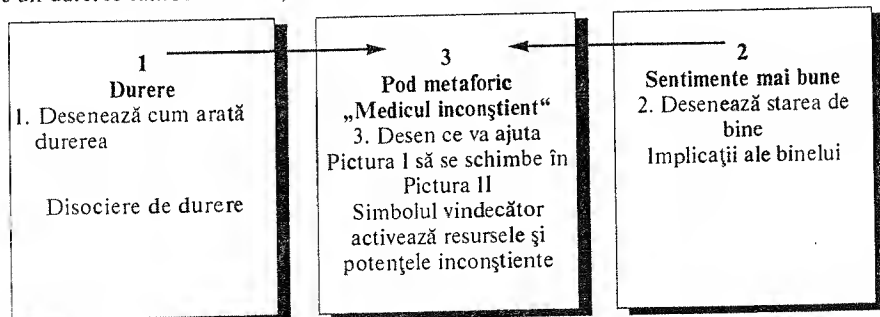 1
Durere
1. Desenează cum arată
durerea
Disociere de durere
3
Pod metaforic
„Medicul inconştient“
3. Desen ce va ajuta
Pictura I să se schimbe în
Pictura II
Simbolul vindecător
activează resursele şi
potenţele inconştiente
2
Sentimente mai bune
2. Desenează starea de
bine
Implicaţii ale binelui